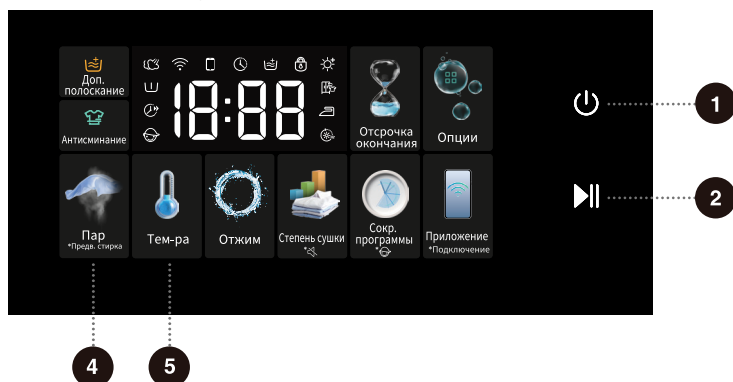 Доп.
полоскание
Антисминание
18:88
Отсрочка
окончания
Опции
1
2
Пар
*Предв. стирка
Тем-ра
Отжим
Степень сушки
*
Сокр.
программы
*
Приложение
*Подключение
4
5